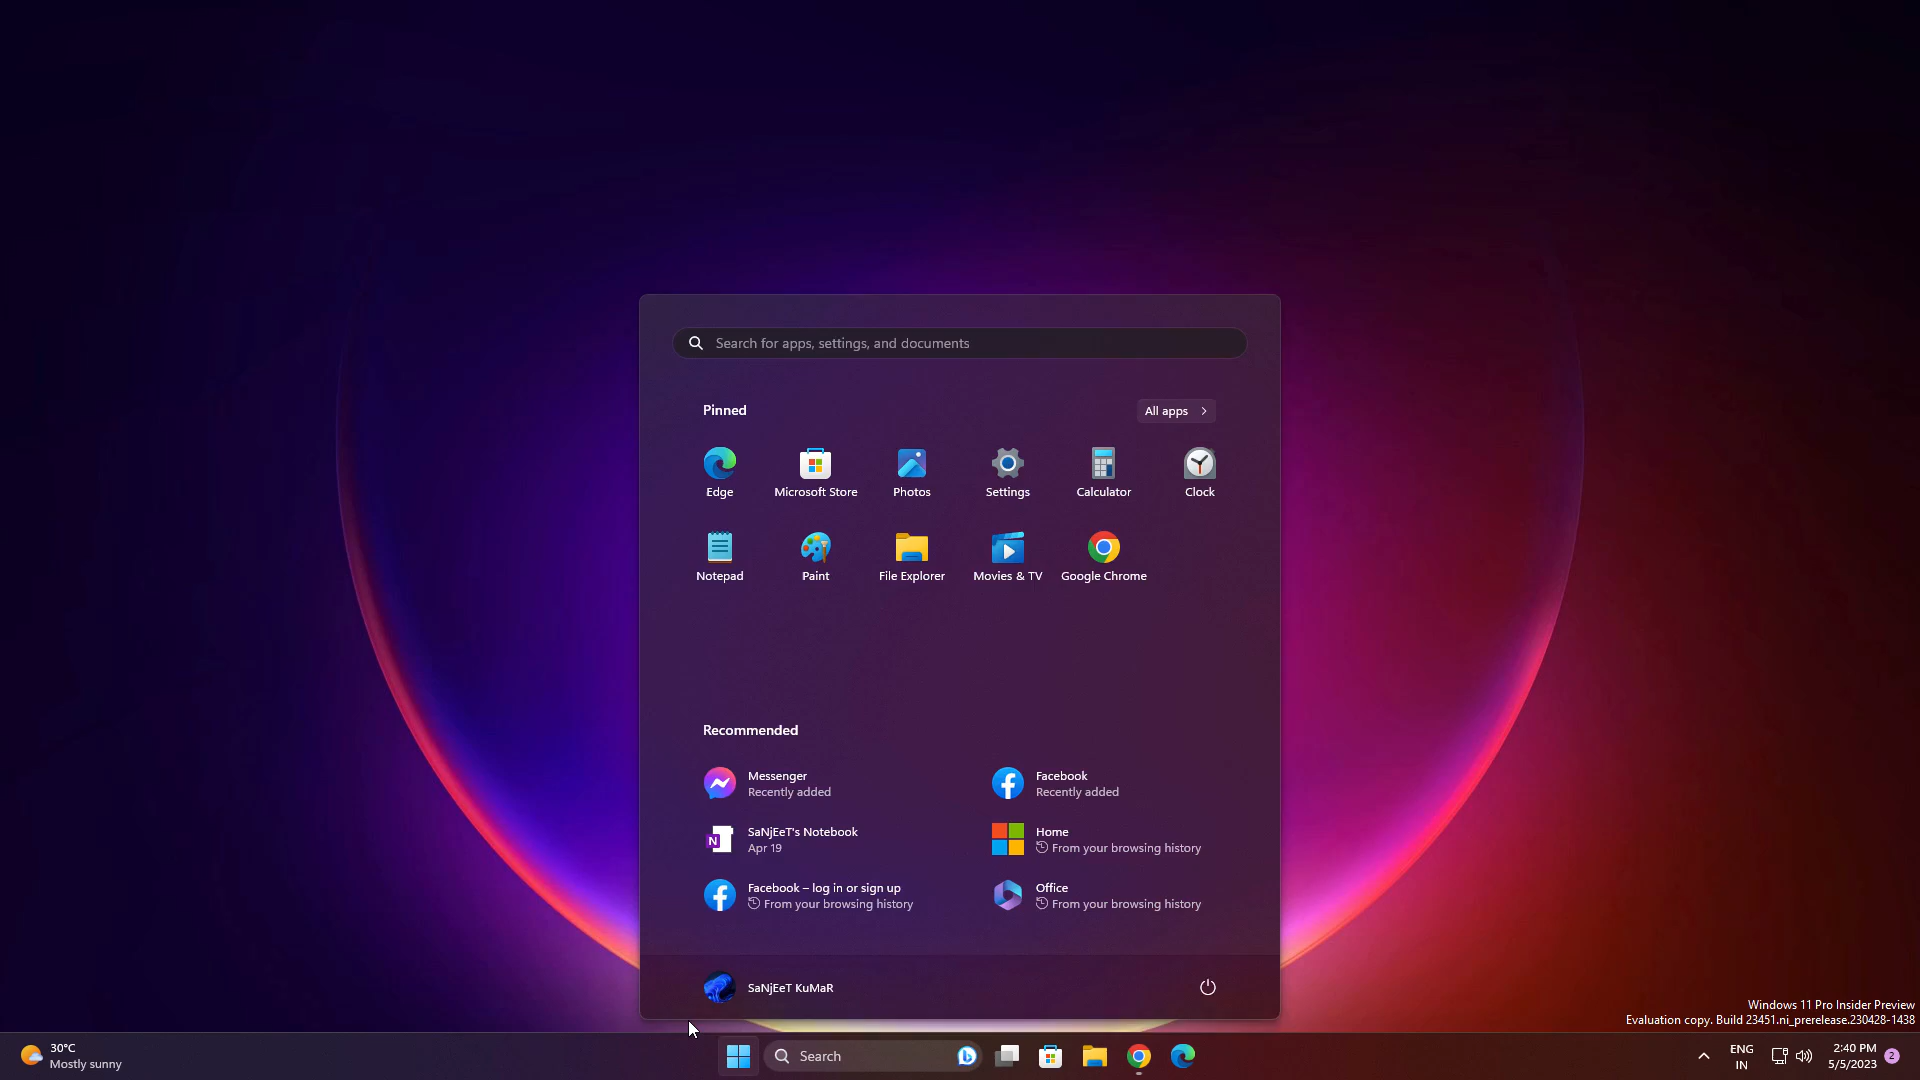 Search for apps, settings, and documents
Pinned
All apps
Edge
Microsoft Store
Photos
Settings
Calculator
Clock
Notepad
Paint
File Explorer
Movies & TV
Google Chrome
Recommended
Messenger
Recently added
Facebook
Recently added
SaNjEeT's Notebook
Apr 19
Home
From your browsing history
Facebook – log in or sign up
From your browsing history
Office
From your browsing history
SaNjEeT KuMaR
Windows 11 Pro Insider Preview
Evaluation copy. Build 23451.ni_prerelease.230428-1438
30°C
Mostly sunny
Search
ENG
IN
2:40 PM
5/5/2023
2